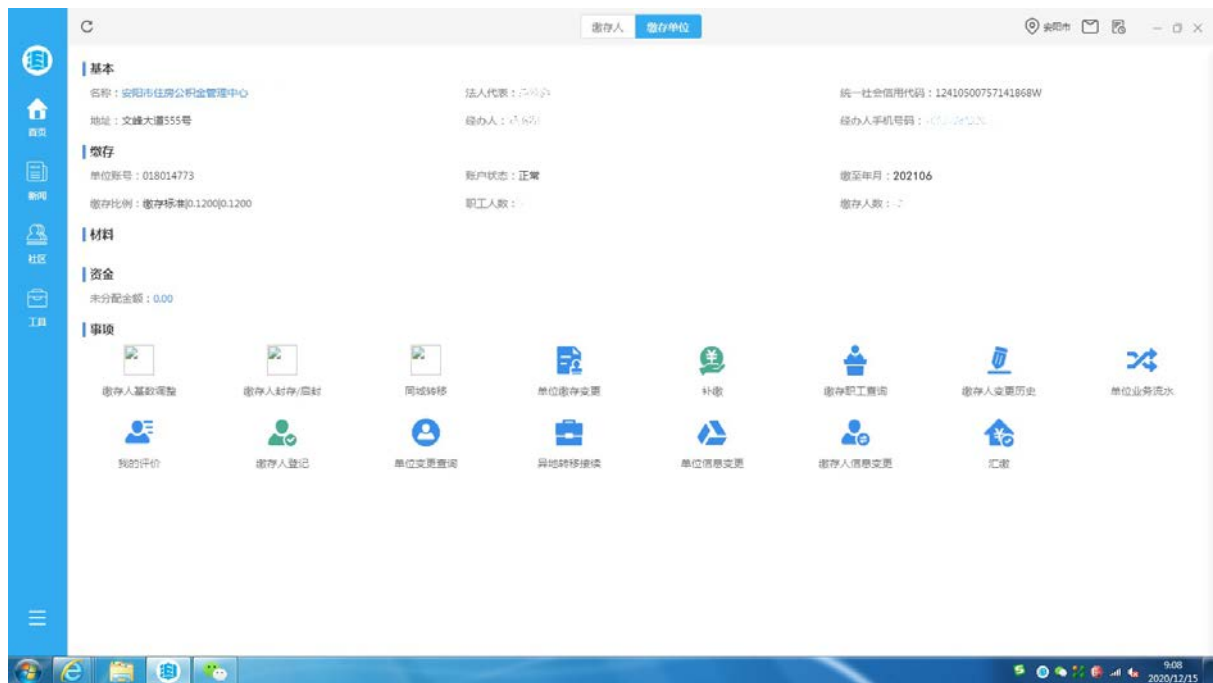 缴存人 缴存单位 安阳市
基本
名称：安阳市住房公积金管理中心 法人代表： 统一社会信用代码：12410500757141868W
首页
地址：文峰大道555号 经办人： 经办人手机号码：
缴存
单位账号：018014773 账户状态：正常 缴至年月：202106
新闻
缴存比例：缴存标准|0.1200|0.1200 职工人数： 缴存人数：
材料
社区
资金
未分配金额：0.00
工具
事项
缴存人基数调整 缴存人封存/启封 同城转移 单位缴存变更 补缴 缴存职工查询 缴存人变更历史 单位业务流水
我的评价 缴存人登记 单位变更查询 异地转移接续 单位信息变更 缴存人信息变更 汇缴
9:08
2020/12/15